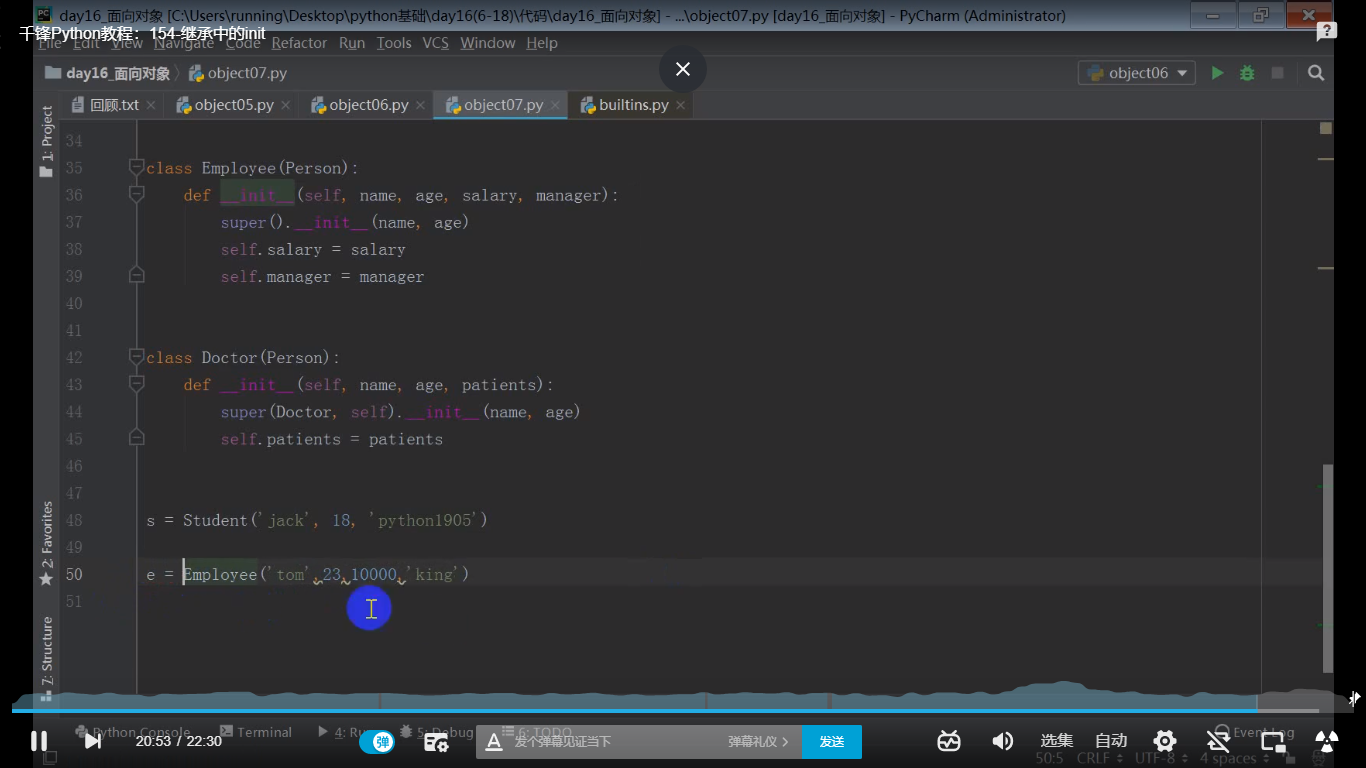 day16_面向对象 [C:\Users\running\Desktop\python基础\day16(6-18)\代码\day16_面向对象] - ...\object07.py [day16_面向对象] - PyCharm (Administrator)
千锋Python教程：154-继承中的init
File Edit View Navigate Code Refactor Run Tools VCS Window Help
day16_面向对象 object07.py object06
回顾.txt object05.py object06.py object07.py builtins.py
1: Project
34
35 class Employee(Person):
36 def __init__(self, name, age, salary, manager):
37 super().__init__(name, age)
38 self.salary = salary
39 self.manager = manager
40
41
42 class Doctor(Person):
43 def __init__(self, name, age, patients):
44 super(Doctor, self).__init__(name, age)
45 self.patients = patients
46
47
48 s = Student('jack', 18, 'python1905')
49
50 e = Employee('tom',23,10000,'king')
51
2: Favorites
7: Structure
Python Console Terminal 4: Run 5: Debug 6: TODO Event Log
20:53 / 22:30 弹 发个弹幕见证当下 弹幕礼仪 > 发送 选集 自动
50:5 CRLF UTF-8 4 spaces